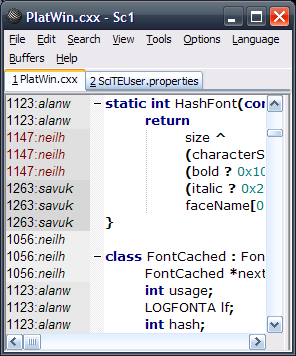 PlatWin.cxx - Sc1
File Edit Search View Tools Options Language
Buffers Help
1 PlatWin.cxx 2 SciTEUser.properties
1123:alanw static int HashFont(con
1123:alanw return
1147:neilh size ^
1147:neilh (characterS
1147:neilh (bold ? 0x10
1263:savuk (italic ? 0x2
1263:savuk faceName[0
1263:savuk }
1056:neilh
1056:neilh class FontCached : Fon
1056:neilh FontCached *next
1123:alanw int usage;
1123:alanw LOGFONTA lf;
1123:alanw int hash;